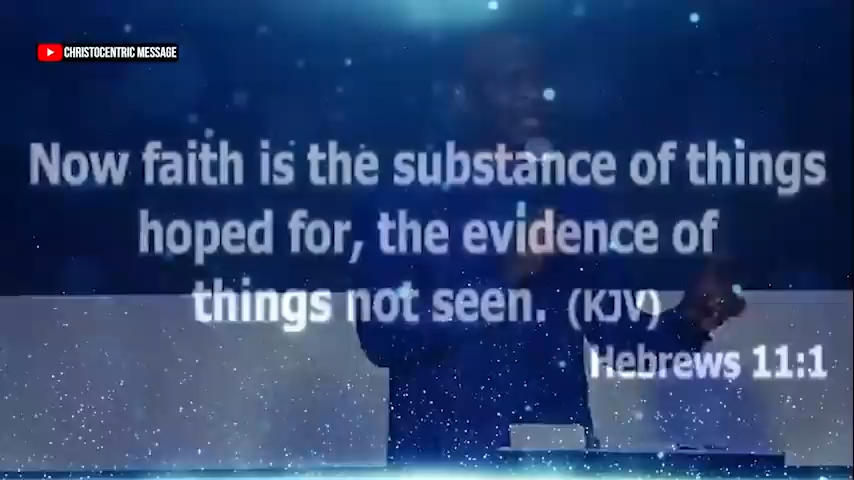 CHRISTOCENTRIC MESSAGE
Now faith is the substance of things
hoped for, the evidence of
things not seen. (KJV)
Hebrews 11:1